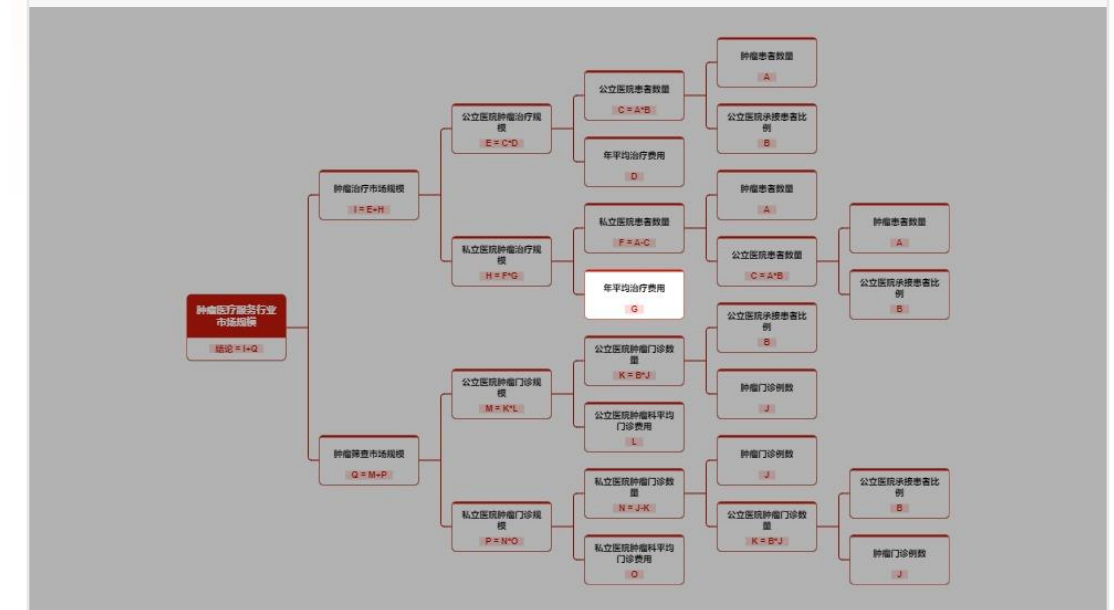 肿瘤医疗服务行业
市场规模
结论 = I+Q
肿瘤治疗市场规模
I = E+H
公立医院肿瘤治疗规
模
E = C*D
公立医院患者数量
C = A*B
肿瘤患者数量
A
公立医院承接患者比
例
B
年平均治疗费用
D
私立医院肿瘤治疗规
模
H = F*G
私立医院患者数量
F = A-C
肿瘤患者数量
A
公立医院患者数量
C = A*B
肿瘤患者数量
A
公立医院承接患者比
例
B
年平均治疗费用
G
肿瘤筛查市场规模
Q = M+P
公立医院肿瘤门诊规
模
M = K*L
公立医院肿瘤门诊数
量
K = B*J
公立医院承接患者比
例
B
肿瘤门诊例数
J
公立医院肿瘤科平均
门诊费用
L
私立医院肿瘤门诊规
模
P = N*O
私立医院肿瘤门诊数
量
N = J-K
肿瘤门诊例数
J
公立医院肿瘤门诊数
量
K = B*J
公立医院承接患者比
例
B
肿瘤门诊例数
J
私立医院肿瘤科平均
门诊费用
O